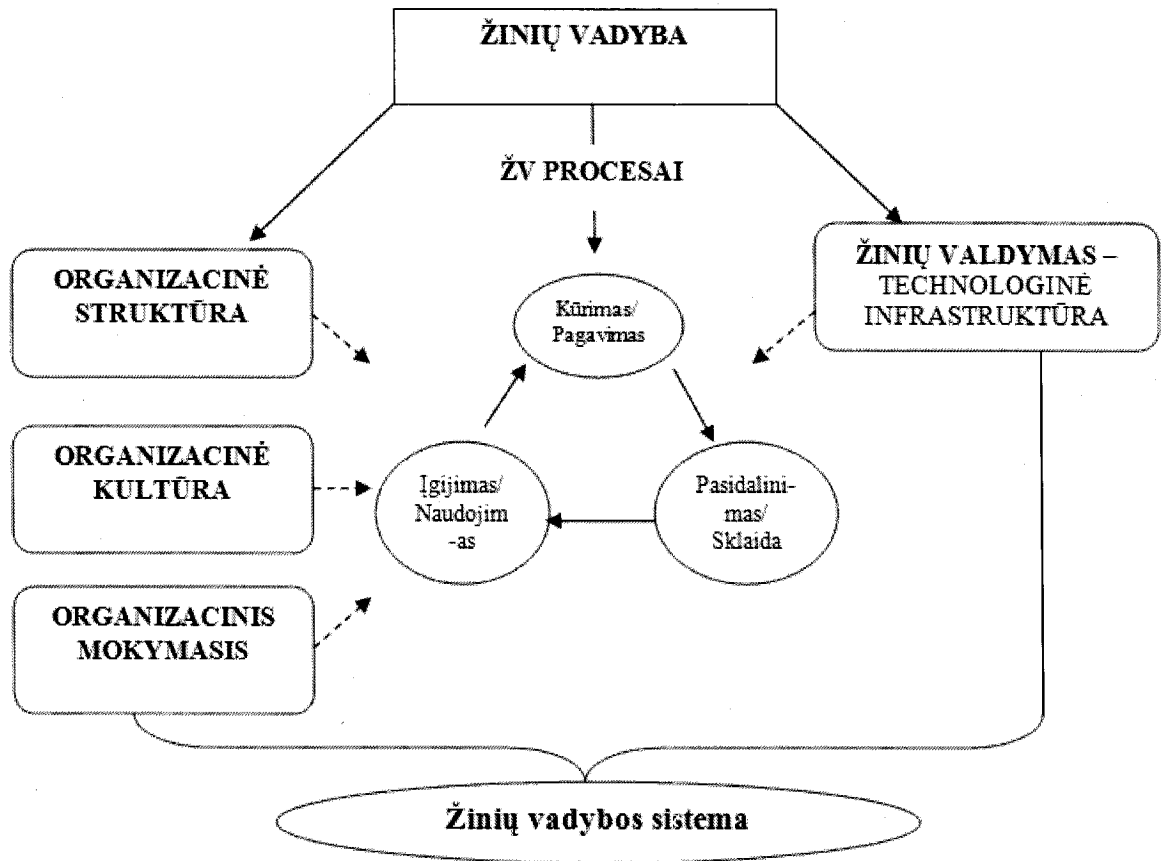 ŽINIŲ VADYBA
ŽV PROCESAI
ORGANIZACINĖ
STRUKTŪRA
ŽINIŲ VALDYMAS –
TECHNOLOGINĖ
INFRASTRUKTŪRA
Kūrimas/
Pagavimas
ORGANIZACINĖ
KULTŪRA
Įgijimas/
Naudojim
-as
Pasidalini-
mas/
Sklaida
ORGANIZACINIS
MOKYMASIS
Žinių vadybos sistema